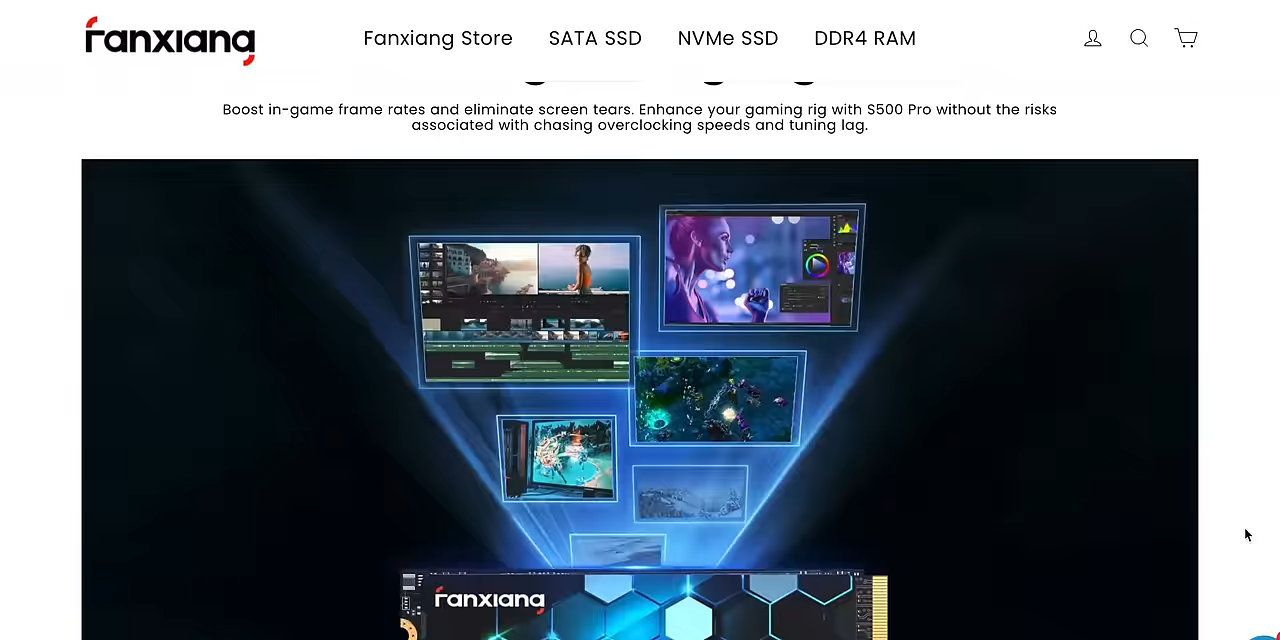 fanxiang
Fanxiang Store
SATA SSD
NVMe SSD
DDR4 RAM
Boost in-game frame rates and eliminate screen tears. Enhance your gaming rig with S500 Pro without the risks
associated with chasing overclocking speeds and tuning lag.
fanxiang